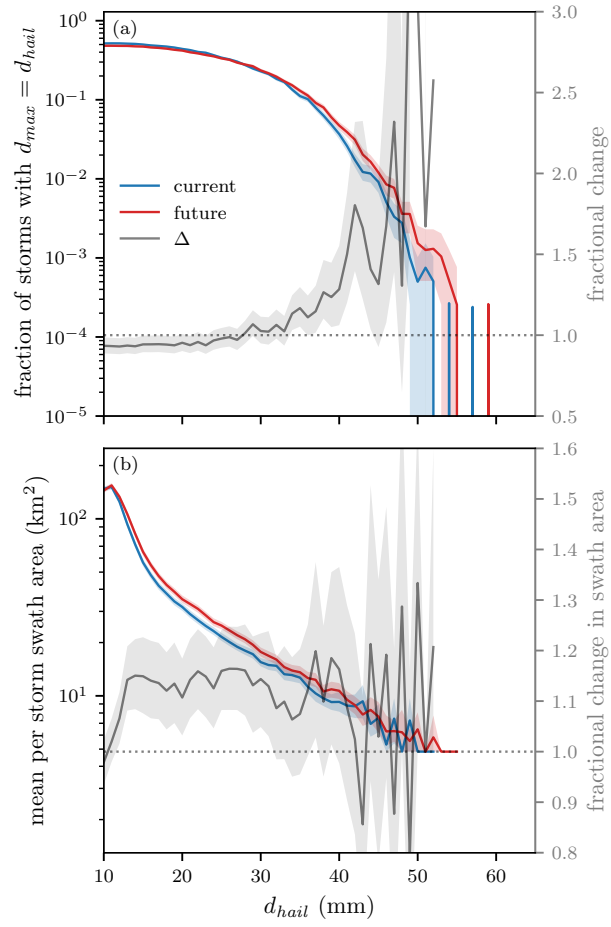 (a)
10^0
10^-1
10^-2
10^-3
10^-4
10^-5
fraction of storms with d_max = d_hail
current
future
Δ
3.0
2.5
2.0
1.5
1.0
0.5
fractional change
(b)
10^2
10^1
mean per storm swath area (km^2)
1.6
1.5
1.4
1.3
1.2
1.1
1.0
0.9
0.8
fractional change in swath area
10
20
30
40
50
60
d_hail (mm)